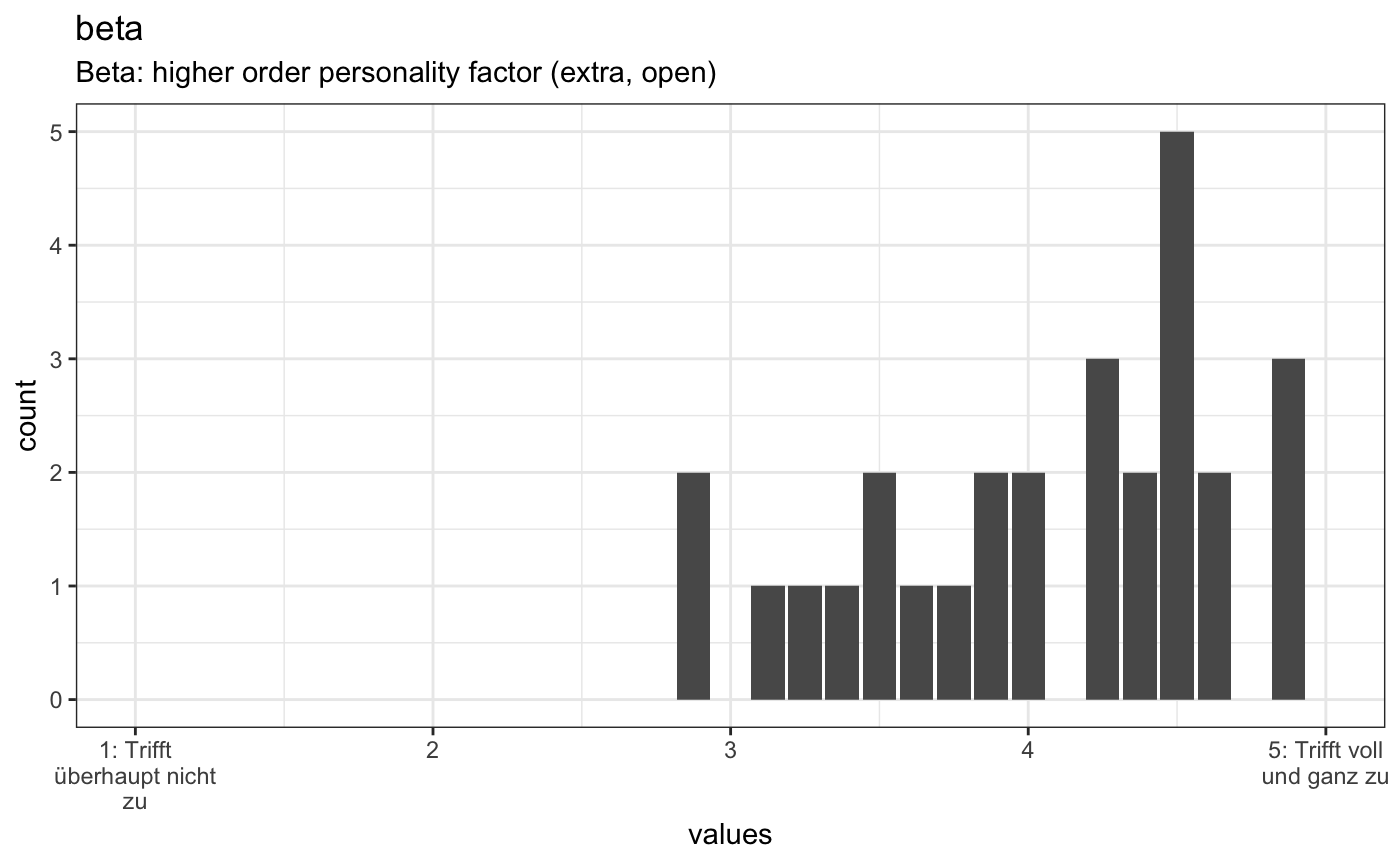 beta
Beta: higher order personality factor (extra, open)
5
4
3
2
1
0
count
1: Trifft
überhaupt nicht
zu
2
3
4
5: Trifft voll
und ganz zu
values